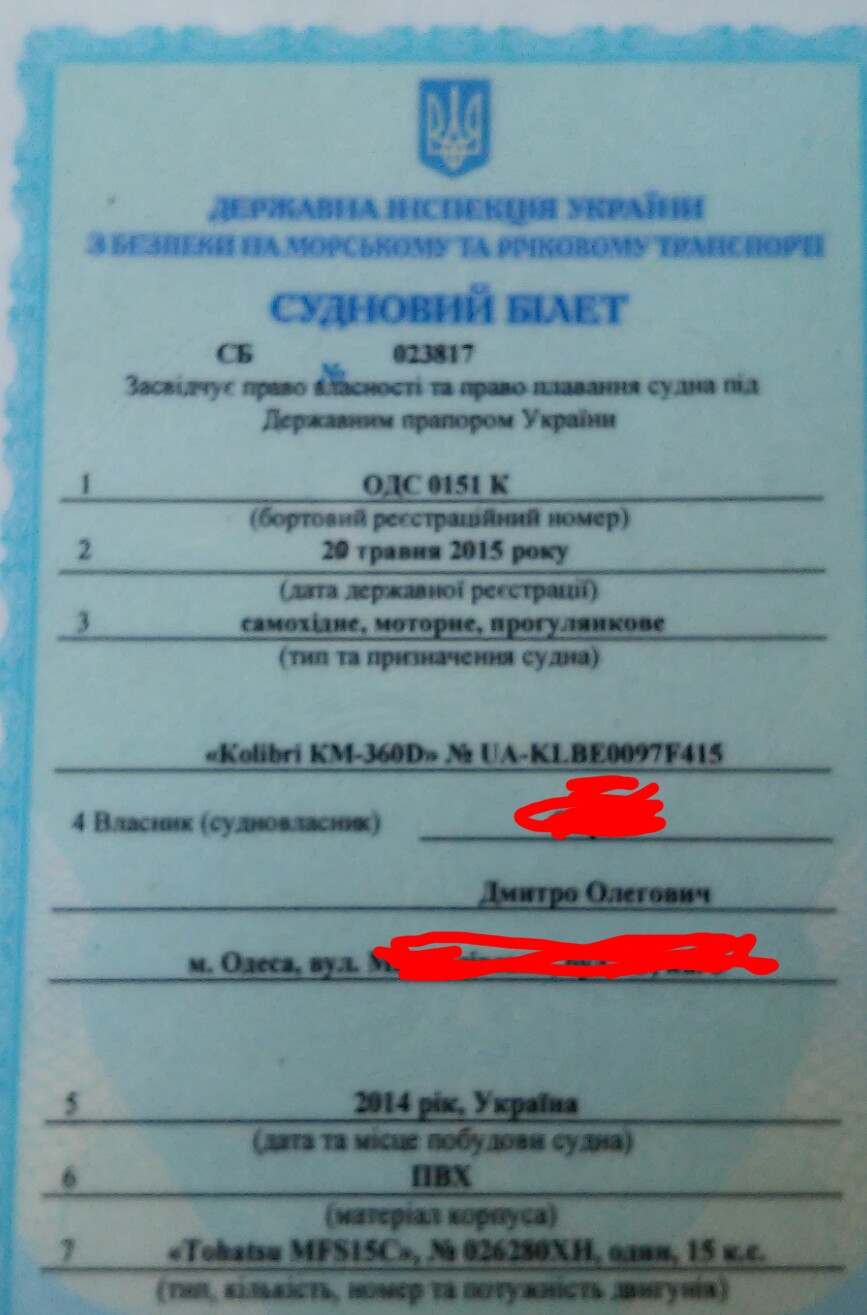 ДЕРЖАВНА ІНСПЕКЦІЯ УКРАЇНИ
З БЕЗПЕКИ НА МОРСЬКОМУ ТА РІЧКОВОМУ ТРАНСПОРТІ
СУДНОВИЙ БІЛЕТ
СБ № 023817
Засвідчує право власності та право плавання судна під
Державним прапором України
1 ОДС 0151 К
(бортовий реєстраційний номер)
2 20 травня 2015 року
(дата державної реєстрації)
3 самохідне, моторне, прогулянкове
(тип та призначення судна)
«Kolibri KM-360D» № UA-KLBE0097F415
4 Власник (судновласник)
Дмитро Олегович
м. Одеса, вул.
5 2014 рік, Україна
(дата та місце побудови судна)
6 ПВХ
(матеріал корпуса)
7 «Tohatsu MFS15C», № 026280XH, один, 15 к.с.
(тип, кількість, номер та потужність двигунів)